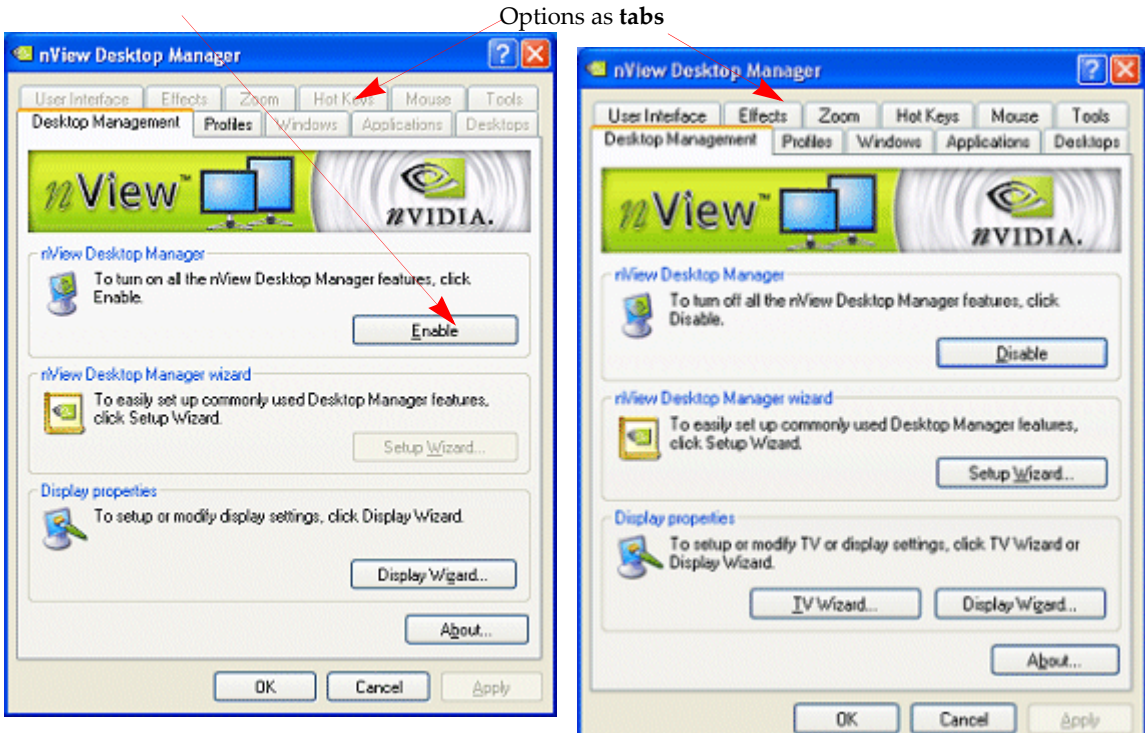 Options as tabs
nView Desktop Manager
User Interface Effects Zoom Hot Keys Mouse Tools
Desktop Management Profiles Windows Applications Desktops
nView™
NVIDIA.
nView Desktop Manager
To turn on all the nView Desktop Manager features, click
Enable.
Enable
nView Desktop Manager wizard
To easily set up commonly used Desktop Manager features,
click Setup Wizard.
Setup Wizard...
Display properties
To setup or modify display settings, click Display Wizard.
Display Wizard...
About...
OK Cancel Apply
nView Desktop Manager
User Interface Effects Zoom Hot Keys Mouse Tools
Desktop Management Profiles Windows Applications Desktops
nView™
NVIDIA.
nView Desktop Manager
To turn off all the nView Desktop Manager features, click
Disable.
Disable
nView Desktop Manager wizard
To easily set up commonly used Desktop Manager features,
click Setup Wizard.
Setup Wizard...
Display properties
To setup or modify TV or display settings, click TV Wizard or
Display Wizard.
TV Wizard... Display Wizard...
About...
OK Cancel Apply